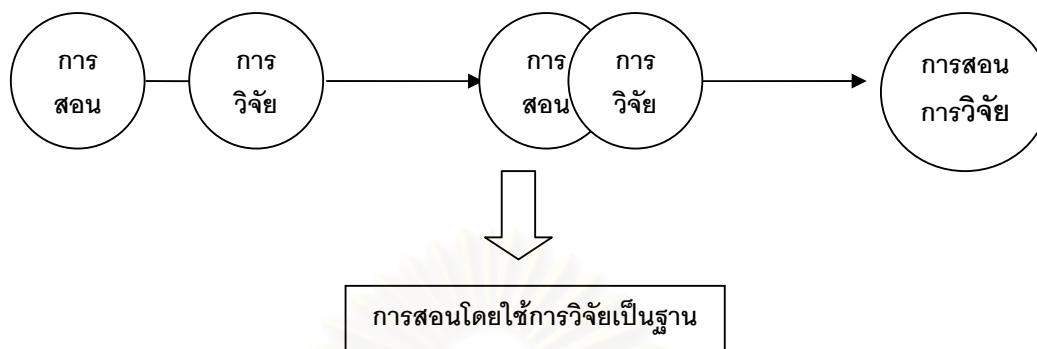 การ
สอน
การ
วิจัย
การ
สอน
การ
วิจัย
การสอน
การวิจัย
การสอนโดยใช้การวิจัยเป็นฐาน